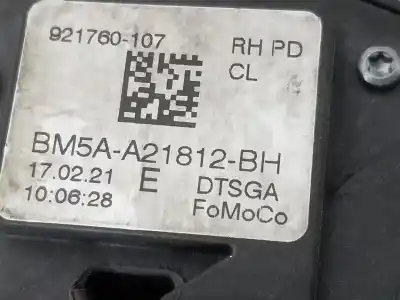 921760-107 RH PD
CL
BM5A-A21812-BH
17.02.21 E DTSGA
10:06:28 FoMoCo